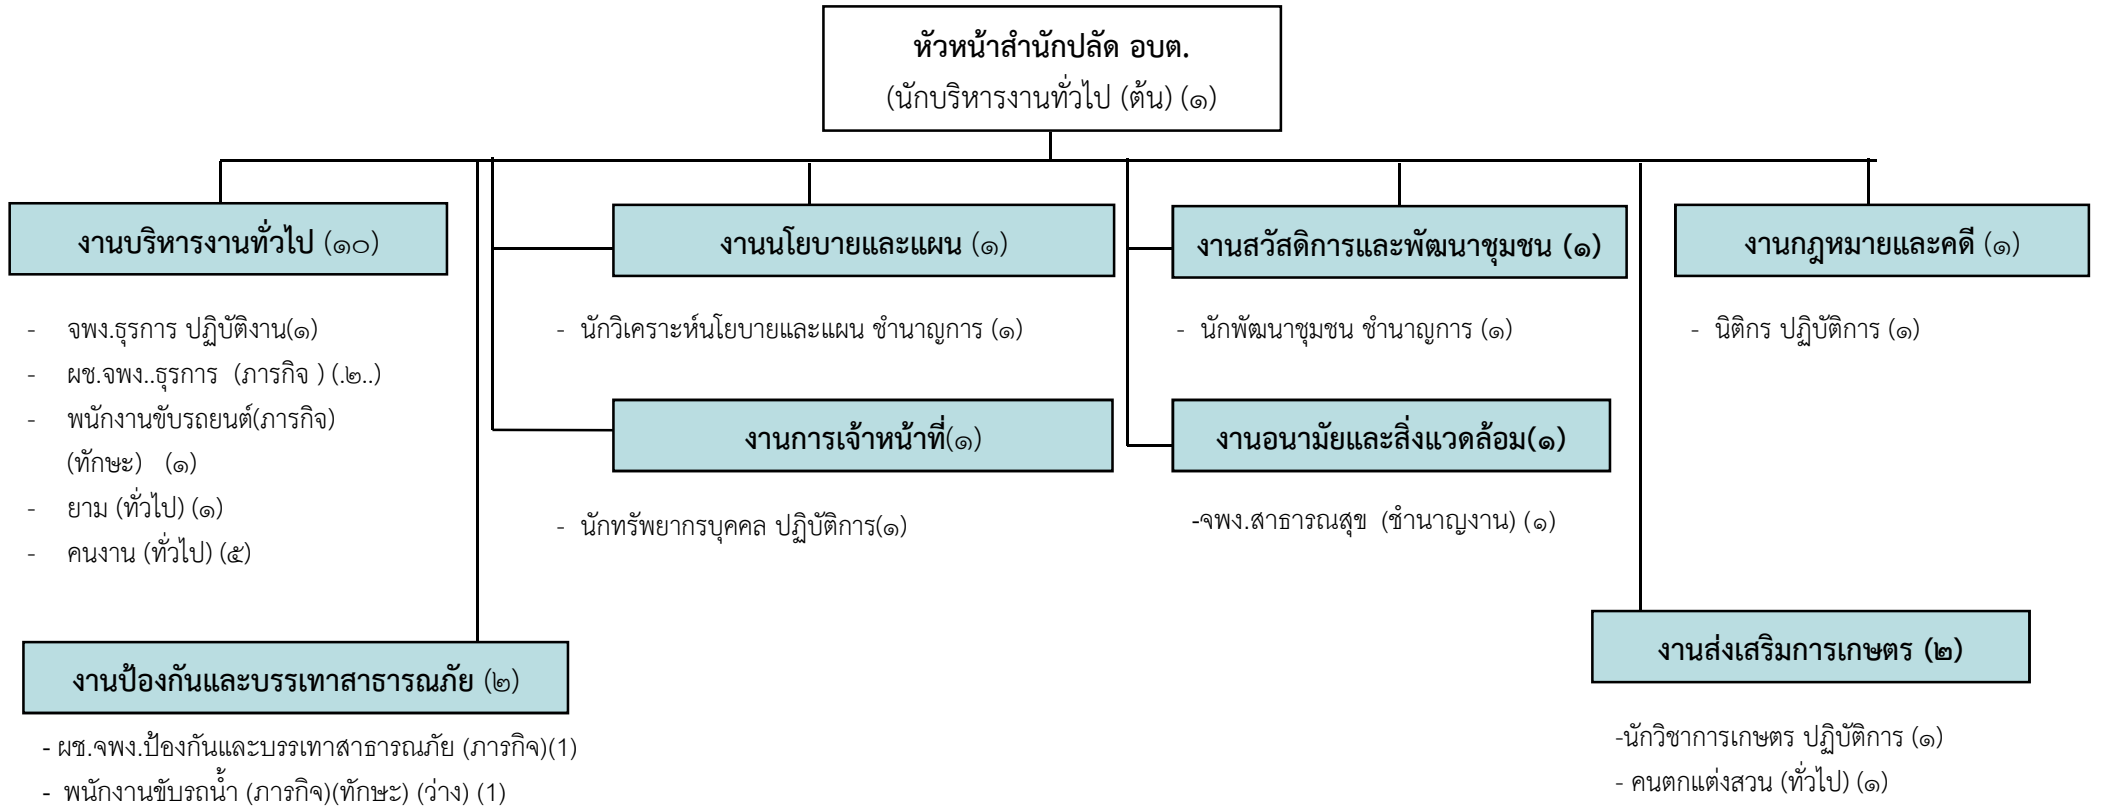 หัวหน้าสำนักปลัด อบต.
(นักบริหารงานทั่วไป (ต้น) (๑)
งานบริหารงานทั่วไป (๑๐)
- จพง.ธุรการ ปฏิบัติงาน(๑)
- ผช.จพง..ธุรการ (ภารกิจ ) (.๒..)
- พนักงานขับรถยนต์(ภารกิจ)
(ทักษะ) (๑)
- ยาม (ทั่วไป) (๑)
- คนงาน (ทั่วไป) (๕)
งานนโยบายและแผน (๑)
- นักวิเคราะห์นโยบายและแผน ชำนาญการ (๑)
งานการเจ้าหน้าที่(๑)
- นักทรัพยากรบุคคล ปฏิบัติการ(๑)
งานสวัสดิการและพัฒนาชุมชน (๑)
- นักพัฒนาชุมชน ชำนาญการ (๑)
งานอนามัยและสิ่งแวดล้อม(๑)
-จพง.สาธารณสุข (ชำนาญงาน) (๑)
งานกฎหมายและคดี (๑)
- นิติกร ปฏิบัติการ (๑)
งานป้องกันและบรรเทาสาธารณภัย (๒)
- ผช.จพง.ป้องกันและบรรเทาสาธารณภัย (ภารกิจ)(1)
- พนักงานขับรถน้ำ (ภารกิจ)(ทักษะ) (ว่าง) (1)
งานส่งเสริมการเกษตร (๒)
-นักวิชาการเกษตร ปฏิบัติการ (๑)
- คนตกแต่งสวน (ทั่วไป) (๑)